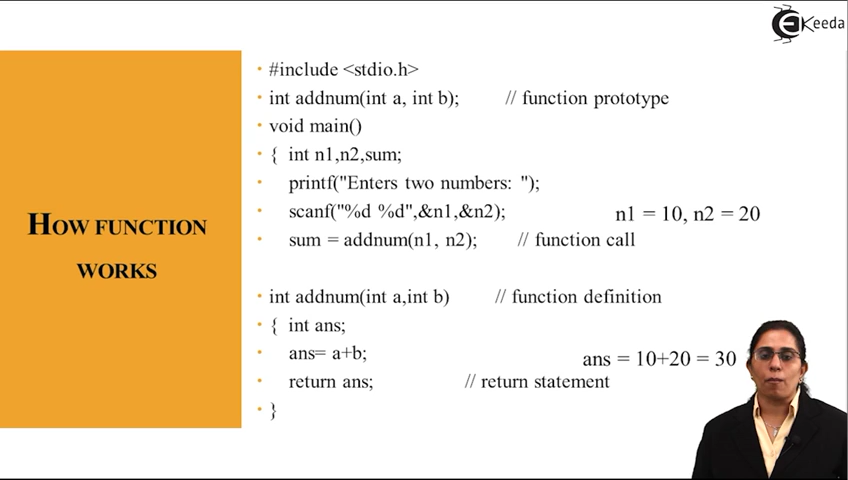 Keeda
HOW FUNCTION
WORKS
• #include <stdio.h>
• int addnum(int a, int b); // function prototype
• void main()
• { int n1,n2,sum;
• printf("Enters two numbers: ");
• scanf("%d %d",&n1,&n2); n1 = 10, n2 = 20
• sum = addnum(n1, n2); // function call
• int addnum(int a,int b) // function definition
• { int ans;
• ans= a+b; ans = 10+20 = 30
• return ans; // return statement
• }